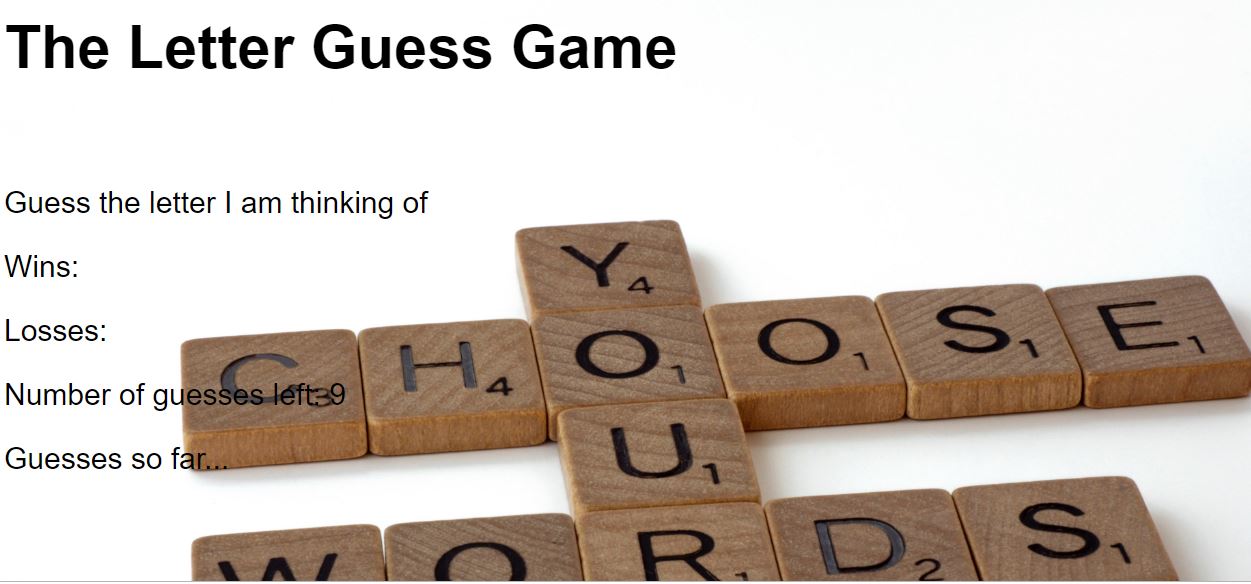 The Letter Guess Game
Guess the letter I am thinking of
Wins:
Losses:
Number of guesses left: 9
Guesses so far...
Y4
C3 H4 O1 O1 S1 E1
U1
W O R1 D2 S1